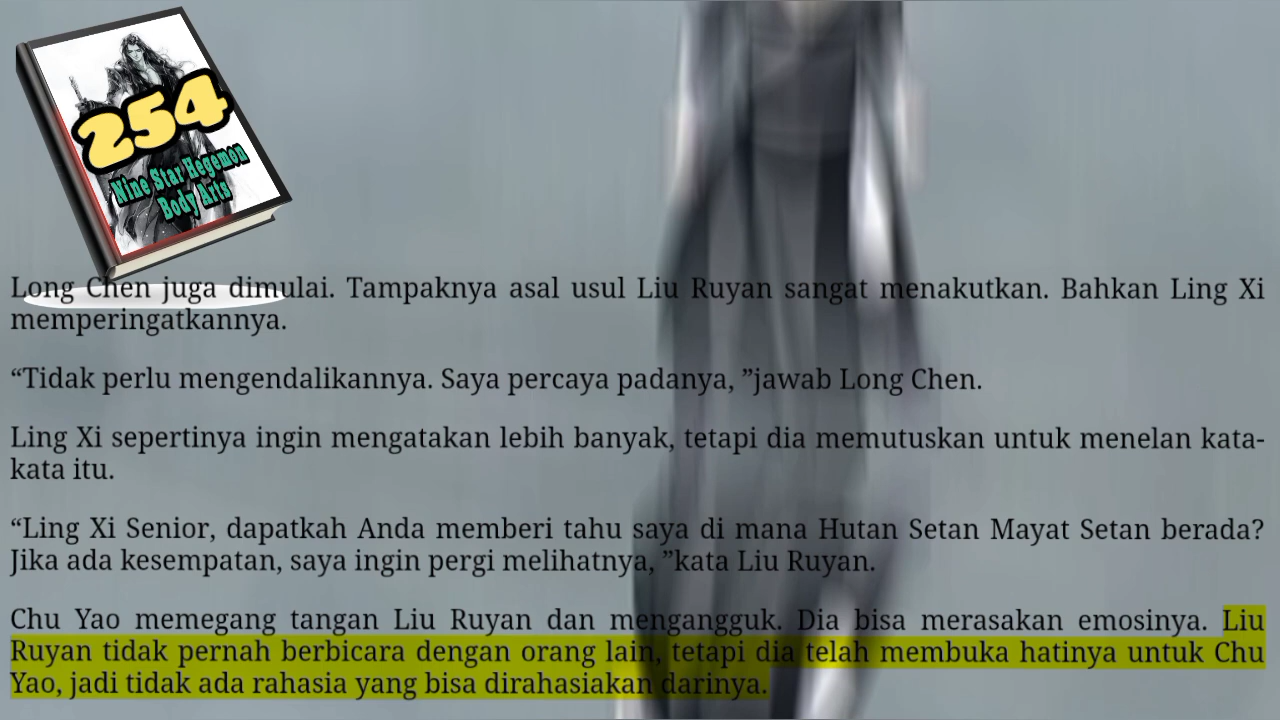 254
Nine Star Hegemon
Body Arts
Long Chen juga dimulai. Tampaknya asal usul Liu Ruyan sangat menakutkan. Bahkan Ling Xi
memperingatkannya.
“Tidak perlu mengendalikannya. Saya percaya padanya, ”jawab Long Chen.
Ling Xi sepertinya ingin mengatakan lebih banyak, tetapi dia memutuskan untuk menelan kata-
kata itu.
“Ling Xi Senior, dapatkah Anda memberi tahu saya di mana Hutan Setan Mayat Setan berada?
Jika ada kesempatan, saya ingin pergi melihatnya, ”kata Liu Ruyan.
Chu Yao memegang tangan Liu Ruyan dan mengangguk. Dia bisa merasakan emosinya. Liu
Ruyan tidak pernah berbicara dengan orang lain, tetapi dia telah membuka hatinya untuk Chu
Yao, jadi tidak ada rahasia yang bisa dirahasiakan darinya.